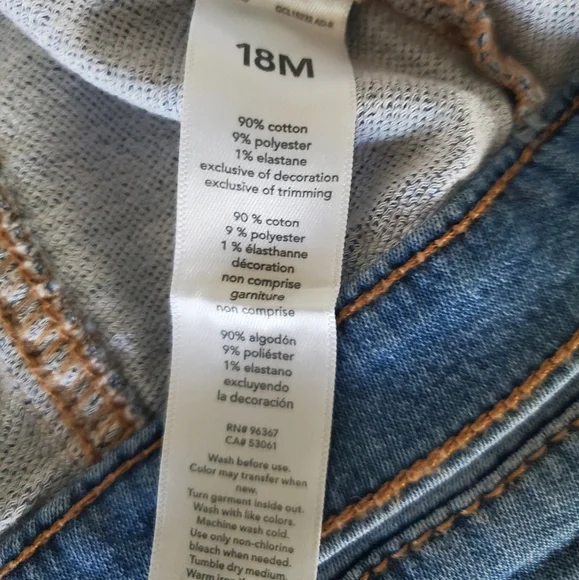 18M
90% cotton
9% polyester
1% elastane
exclusive of decoration
exclusive of trimming
90 % coton
9 % polyester
1 % élasthanne
décoration
non comprise
garniture
non comprise
90% algodón
9% poliéster
1% elastano
excluyendo
la decoración
RN# 96367
CA# 53061
Wash before use.
Color may transfer when
new.
Turn garment inside out.
Wash with like colors.
Machine wash cold.
Use only non-chlorine
bleach when needed.
Tumble dry medium.
Warm iron